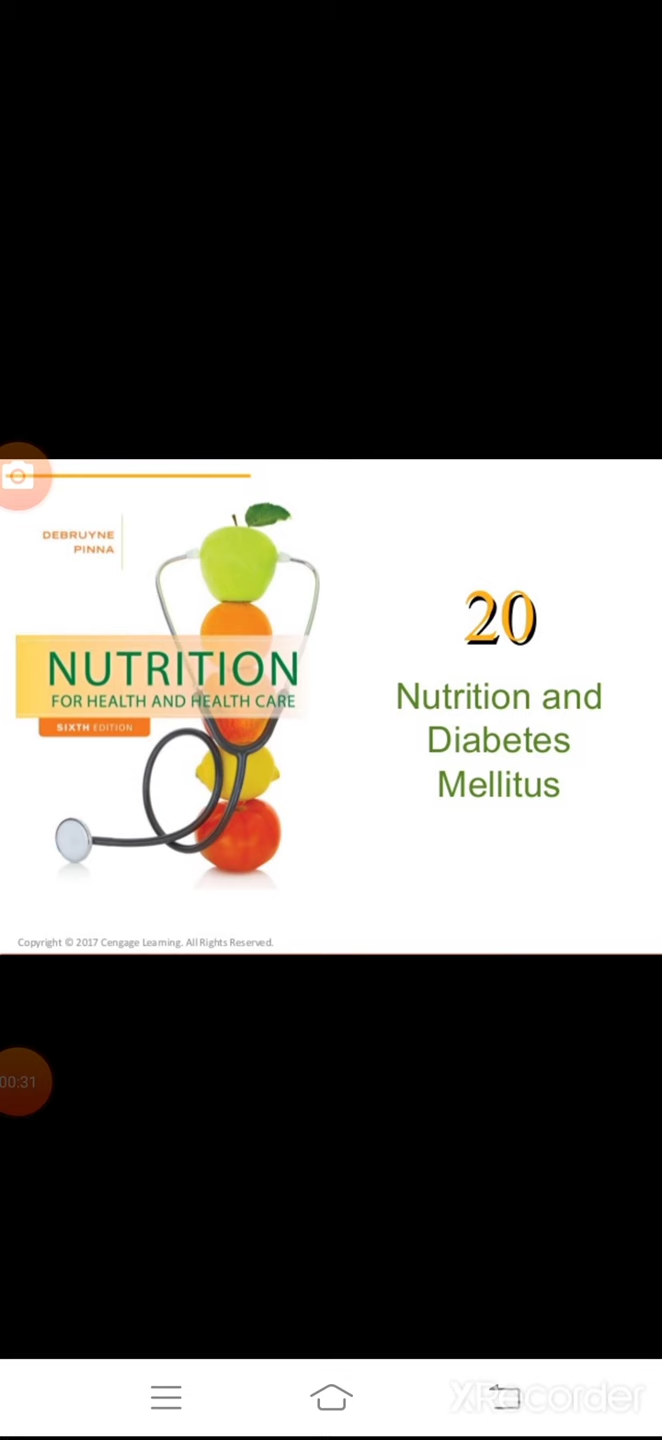 DEBRUYNE
PINNA
NUTRITION
FOR HEALTH AND HEALTH CARE
SIXTH EDITION
20
Nutrition and
Diabetes
Mellitus
Copyright © 2017 Cengage Learning. All Rights Reserved.
00:31
XRecorder